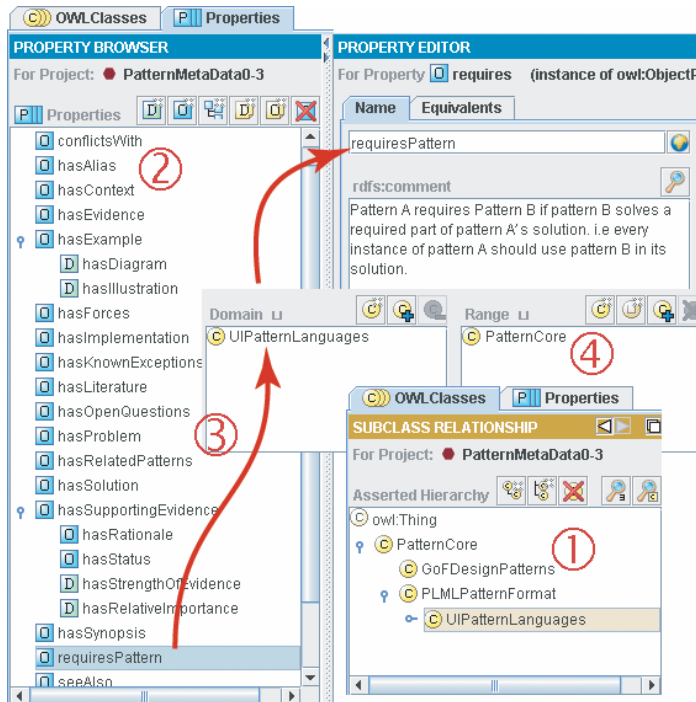 OWLClasses Properties
PROPERTY BROWSER
For Project: PatternMetaData0-3
Properties
conflictsWith
hasAlias
hasContext
hasEvidence
hasExample
hasDiagram
hasIllustration
hasForces
hasImplementation
hasKnownExceptions
hasLiterature
hasOpenQuestions
hasProblem
hasRelatedPatterns
hasSolution
hasSupportingEvidence
hasRationale
hasStatus
hasStrengthOfEvidence
hasRelativeImportance
hasSynopsis
requiresPattern
seeAlso
②
PROPERTY EDITOR
For Property O requires (instance of owl:ObjectP
Name Equivalents
requiresPattern
rdfs:comment
Pattern A requires Pattern B if pattern B solves a
required part of pattern A's solution. i.e every
instance of pattern A should use pattern B in its
solution.
Domain ⊔
UIPatternLanguages
③
Range ⊔
PatternCore
④
OWLClasses Properties
SUBCLASS RELATIONSHIP
For Project: PatternMetaData0-3
Asserted Hierarchy
owl:Thing
PatternCore
GoFDesignPatterns
PLMLPatternFormat
UIPatternLanguages
①